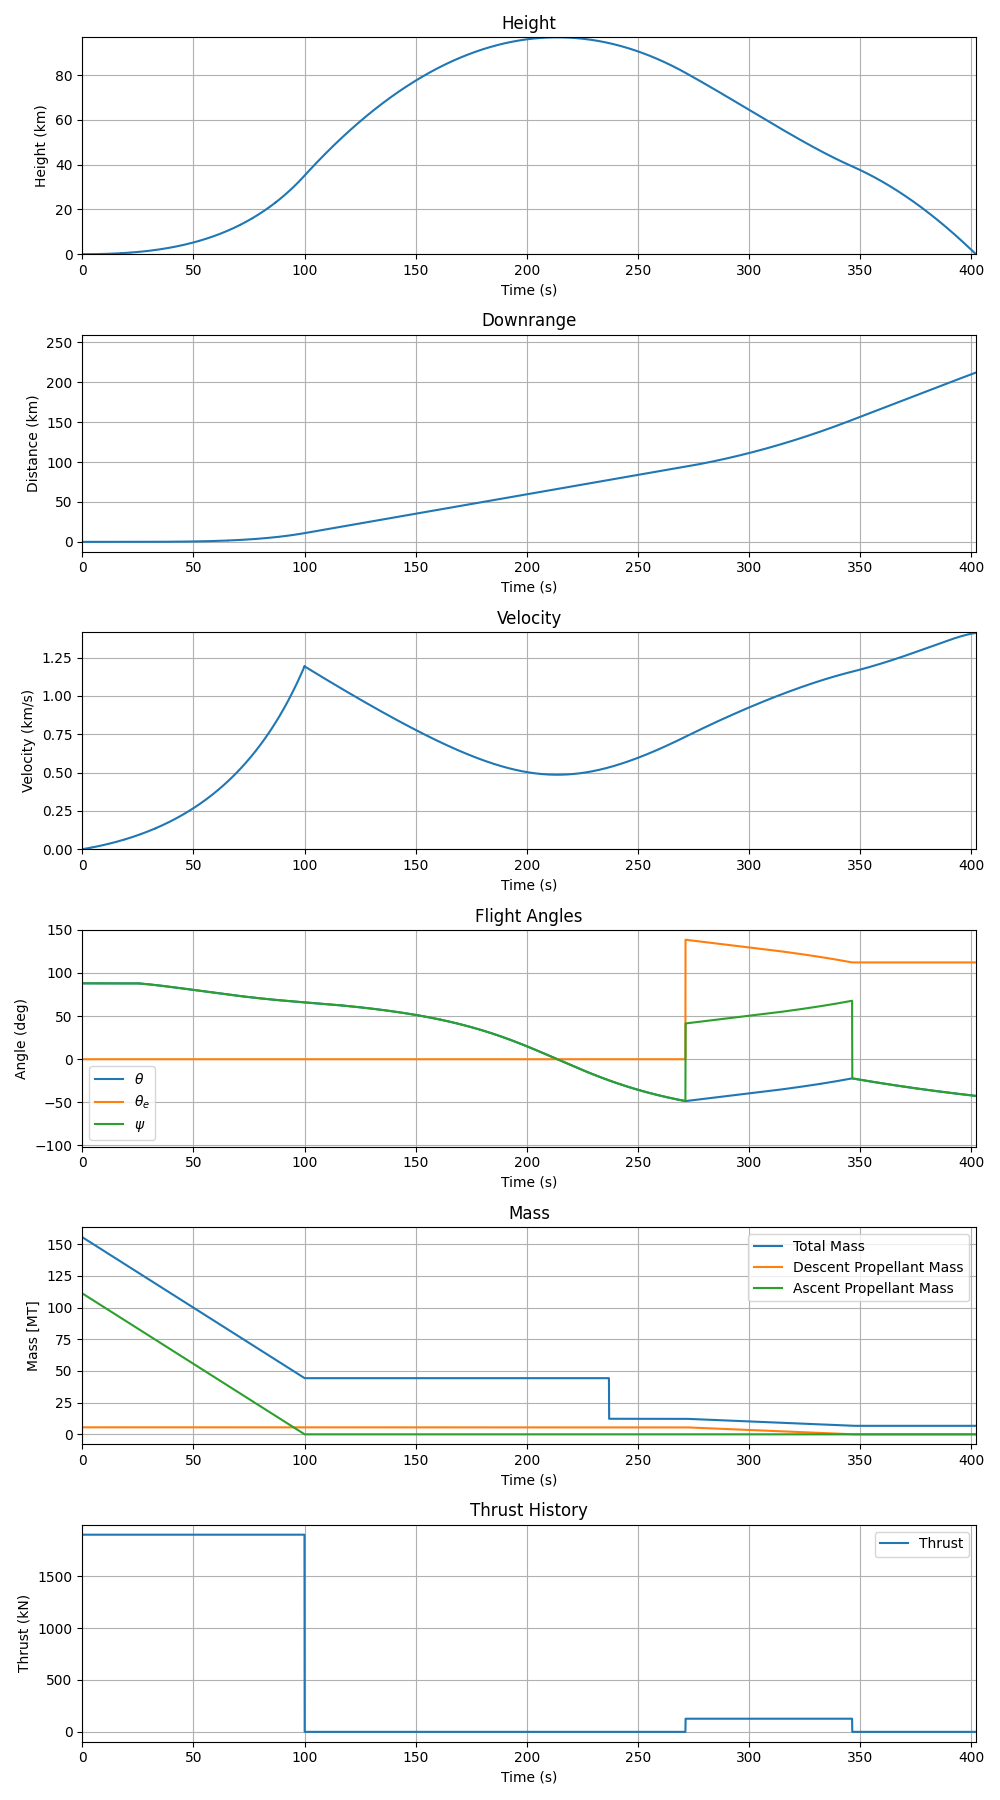 Height
80
60
40
20
0
Height (km)
0 50 100 150 200 250 300 350 400
Time (s)
Downrange
250
200
150
100
50
0
Distance (km)
0 50 100 150 200 250 300 350 400
Time (s)
Velocity
1.25
1.00
0.75
0.50
0.25
0.00
Velocity (km/s)
0 50 100 150 200 250 300 350 400
Time (s)
Flight Angles
150
100
50
0
−50
−100
Angle (deg)
θ
θₑ
ψ
0 50 100 150 200 250 300 350 400
Time (s)
Mass
150
125
100
75
50
25
0
Mass [MT]
Total Mass
Descent Propellant Mass
Ascent Propellant Mass
0 50 100 150 200 250 300 350 400
Time (s)
Thrust History
1500
1000
500
0
Thrust (kN)
Thrust
0 50 100 150 200 250 300 350 400
Time (s)